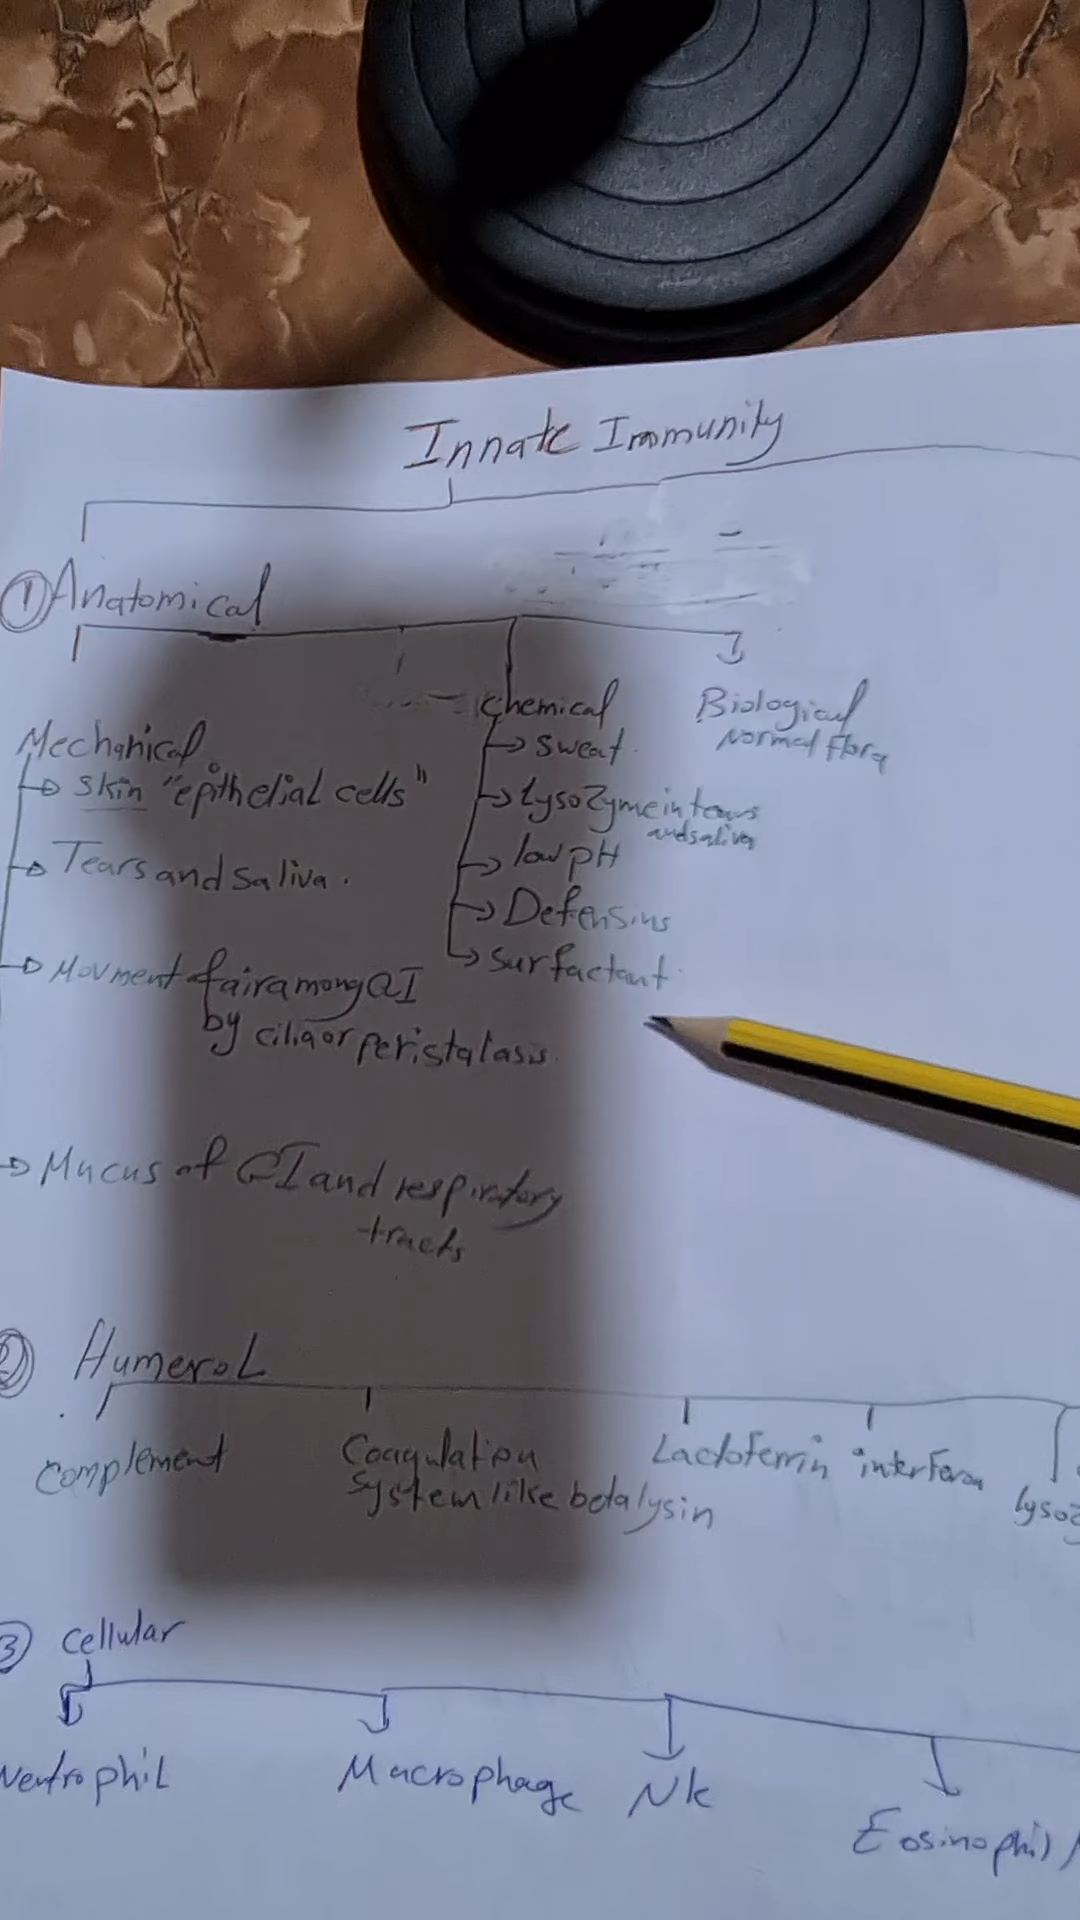 Innate Immunity
① Anatomical
Mechanical
Skin "epithelial cells"
Tears and saliva.
Movment of air among GI
by cilia or peristalasis.
Mucus of GI and respiratory
tracts
chemical
sweat
Lysozyme in tears
and saliva
low pH
Defensins
surfactant
Biological
Normal flora
② Humerol
complement
Coagulation
system like betalysin
Lactoferrin
interferon
③ cellular
Neutrophil
Macrophage
NK
Eosinophil